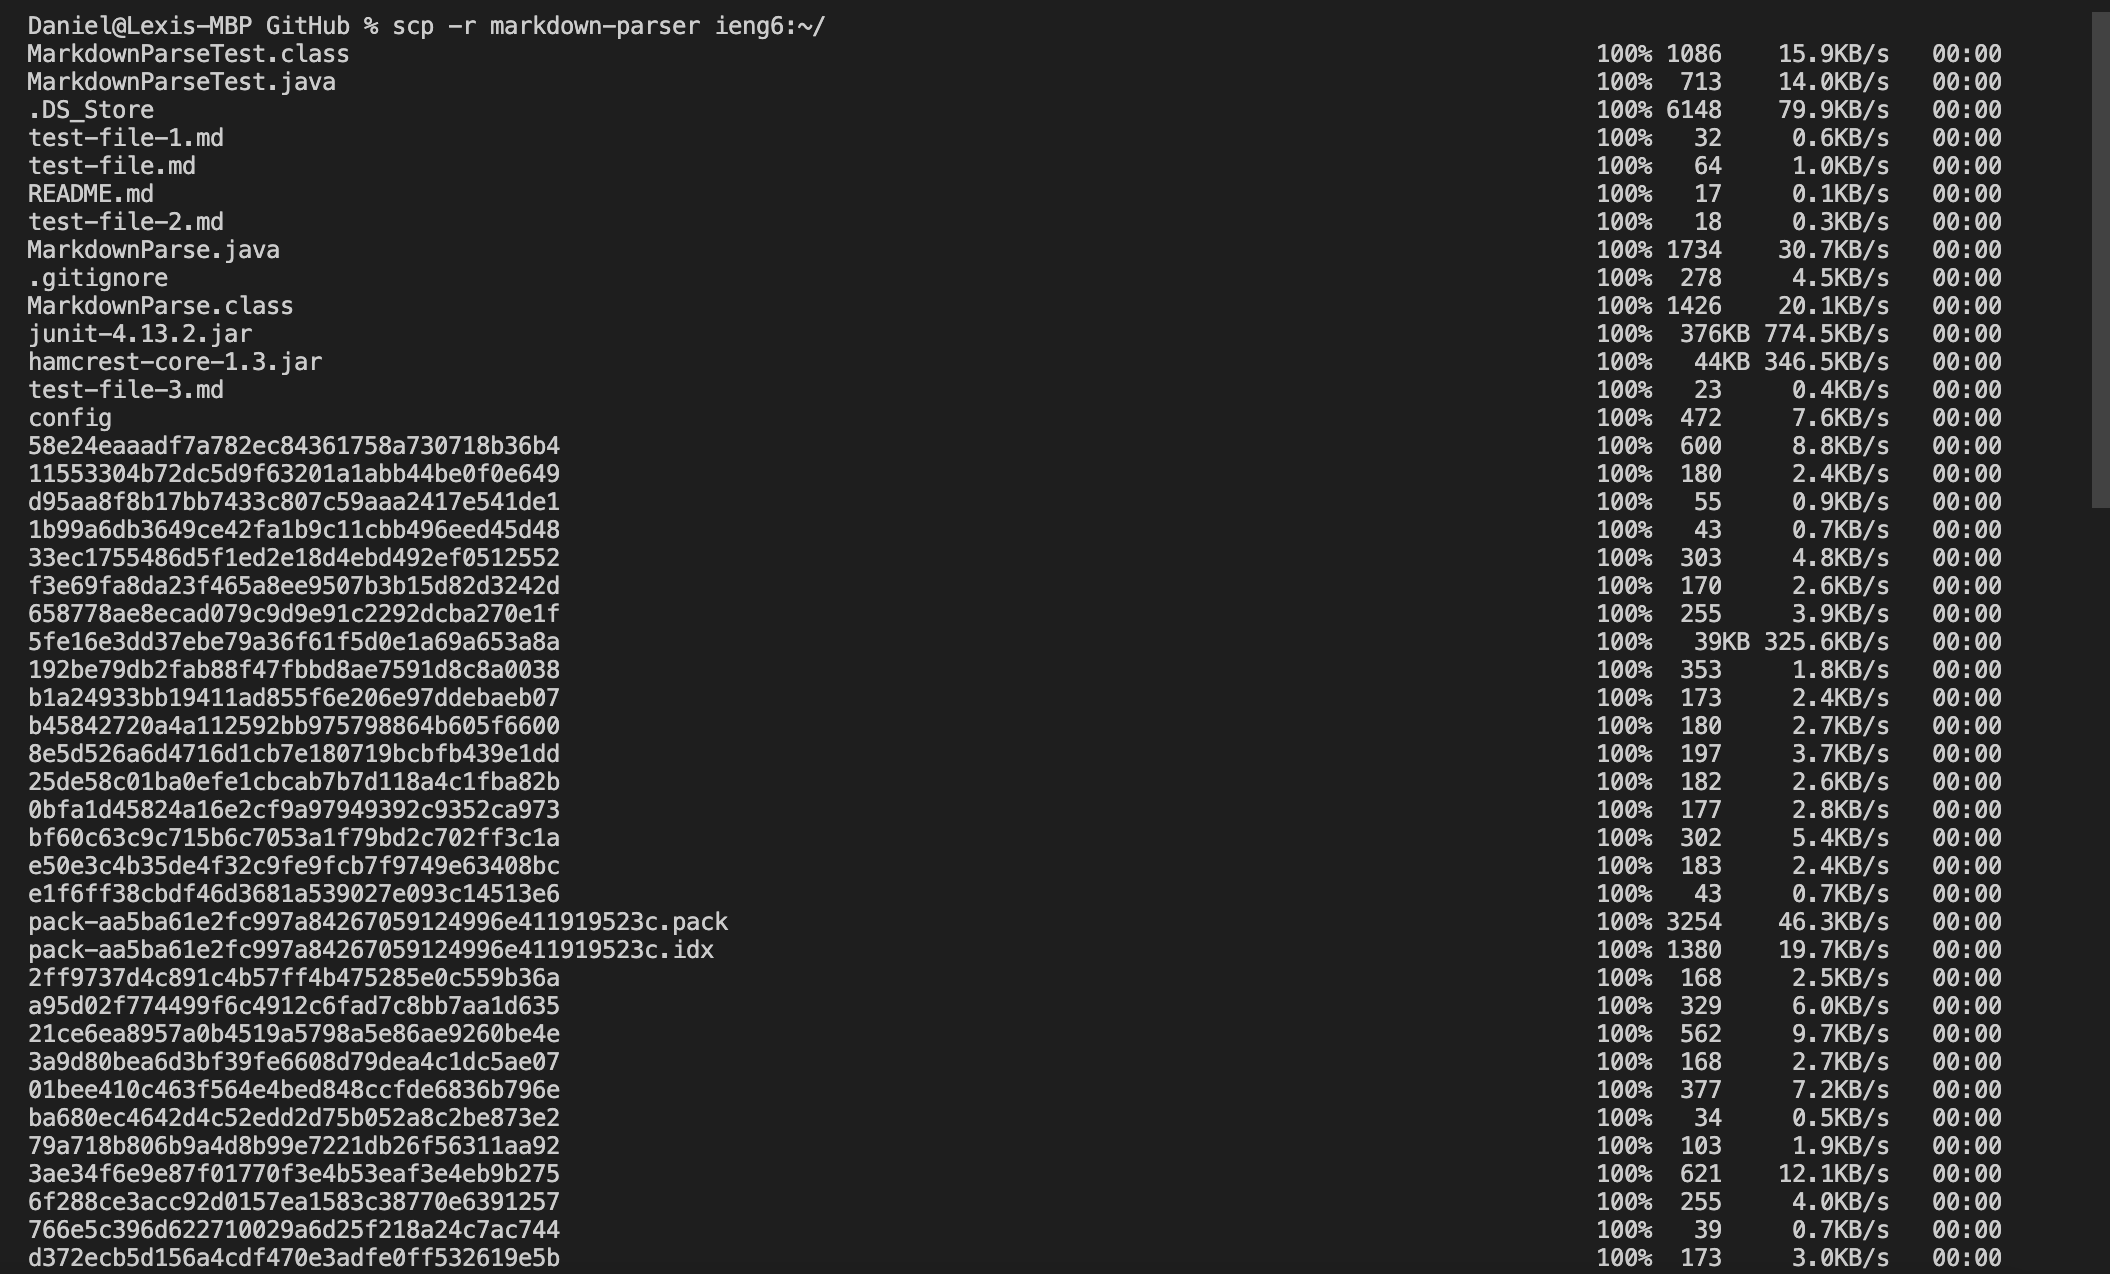 Daniel@Lexis-MBP GitHub % scp -r markdown-parser ieng6:~/
MarkdownParseTest.class 100% 1086 15.9KB/s 00:00
MarkdownParseTest.java 100% 713 14.0KB/s 00:00
.DS_Store 100% 6148 79.9KB/s 00:00
test-file-1.md 100% 32 0.6KB/s 00:00
test-file.md 100% 64 1.0KB/s 00:00
README.md 100% 17 0.1KB/s 00:00
test-file-2.md 100% 18 0.3KB/s 00:00
MarkdownParse.java 100% 1734 30.7KB/s 00:00
.gitignore 100% 278 4.5KB/s 00:00
MarkdownParse.class 100% 1426 20.1KB/s 00:00
junit-4.13.2.jar 100% 376KB 774.5KB/s 00:00
hamcrest-core-1.3.jar 100% 44KB 346.5KB/s 00:00
test-file-3.md 100% 23 0.4KB/s 00:00
config 100% 472 7.6KB/s 00:00
58e24eaaadf7a782ec84361758a730718b36b4 100% 600 8.8KB/s 00:00
11553304b72dc5d9f63201a1abb44be0f0e649 100% 180 2.4KB/s 00:00
d95aa8f8b17bb7433c807c59aaa2417e541de1 100% 55 0.9KB/s 00:00
1b99a6db3649ce42fa1b9c11cbb496eed45d48 100% 43 0.7KB/s 00:00
33ec1755486d5f1ed2e18d4ebd492ef0512552 100% 303 4.8KB/s 00:00
f3e69fa8da23f465a8ee9507b3b15d82d3242d 100% 170 2.6KB/s 00:00
658778ae8ecad079c9d9e91c2292dcba270e1f 100% 255 3.9KB/s 00:00
5fe16e3dd37ebe79a36f61f5d0e1a69a653a8a 100% 39KB 325.6KB/s 00:00
192be79db2fab88f47fbbd8ae7591d8c8a0038 100% 353 1.8KB/s 00:00
b1a24933bb19411ad855f6e206e97ddebaeb07 100% 173 2.4KB/s 00:00
b45842720a4a112592bb975798864b605f6600 100% 180 2.7KB/s 00:00
8e5d526a6d4716d1cb7e180719bcbfb439e1dd 100% 197 3.7KB/s 00:00
25de58c01ba0efe1cbcab7b7d118a4c1fba82b 100% 182 2.6KB/s 00:00
0bfa1d45824a16e2cf9a97949392c9352ca973 100% 177 2.8KB/s 00:00
bf60c63c9c715b6c7053a1f79bd2c702ff3c1a 100% 302 5.4KB/s 00:00
e50e3c4b35de4f32c9fe9fcb7f9749e63408bc 100% 183 2.4KB/s 00:00
e1f6ff38cbdf46d3681a539027e093c14513e6 100% 43 0.7KB/s 00:00
pack-aa5ba61e2fc997a84267059124996e411919523c.pack 100% 3254 46.3KB/s 00:00
pack-aa5ba61e2fc997a84267059124996e411919523c.idx 100% 1380 19.7KB/s 00:00
2ff9737d4c891c4b57ff4b475285e0c559b36a 100% 168 2.5KB/s 00:00
a95d02f774499f6c4912c6fad7c8bb7aa1d635 100% 329 6.0KB/s 00:00
21ce6ea8957a0b4519a5798a5e86ae9260be4e 100% 562 9.7KB/s 00:00
3a9d80bea6d3bf39fe6608d79dea4c1dc5ae07 100% 168 2.7KB/s 00:00
01bee410c463f564e4bed848ccfde6836b796e 100% 377 7.2KB/s 00:00
ba680ec4642d4c52edd2d75b052a8c2be873e2 100% 34 0.5KB/s 00:00
79a718b806b9a4d8b99e7221db26f56311aa92 100% 103 1.9KB/s 00:00
3ae34f6e9e87f01770f3e4b53eaf3e4eb9b275 100% 621 12.1KB/s 00:00
6f288ce3acc92d0157ea1583c38770e6391257 100% 255 4.0KB/s 00:00
766e5c396d622710029a6d25f218a24c7ac744 100% 39 0.7KB/s 00:00
d372ecb5d156a4cdf470e3adfe0ff532619e5b 100% 173 3.0KB/s 00:00